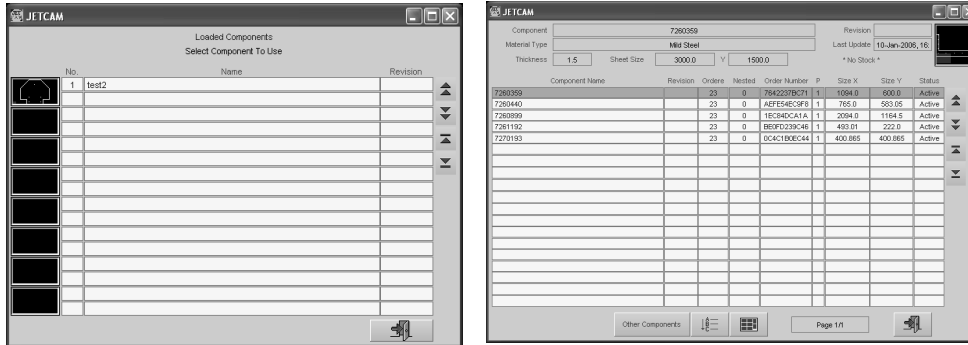 JETCAM
Loaded Components
Select Component To Use
No. Name Revision
1 test2
JETCAM
Component 7260359 Revision
Material Type Mild Steel Last Update 10-Jan-2006, 16:
Thickness 1.5 Sheet Size 3000.0 Y 1500.0 * No Stock *
Component Name Revision Ordere Nested Order Number P Size X Size Y Status
7260359 23 0 7642237BC71 1 1094.0 600.0 Active
7260440 23 0 AEFE54EC9F8 1 765.0 583.05 Active
7260899 23 0 1EC84DCA1A 1 2094.0 1164.5 Active
7261192 23 0 BE0FD239C46 1 493.01 222.0 Active
7270193 23 0 0C4C1B0EC44 1 400.865 400.865 Active
Other Components Page 1/1